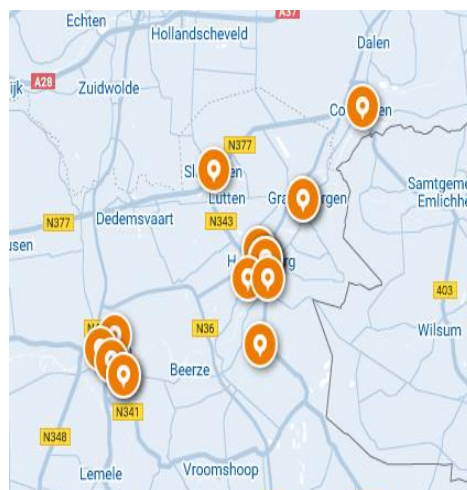 Echten
A37
Hollandscheveld
Dalen
A28
Zuidwolde
N377
Lutten
Samtgeme
Emlichhe
Dedemsvaart
N343
N377
403
N36
Wilsum
Beerze
N341
N348
Lemele
Vroomshoop